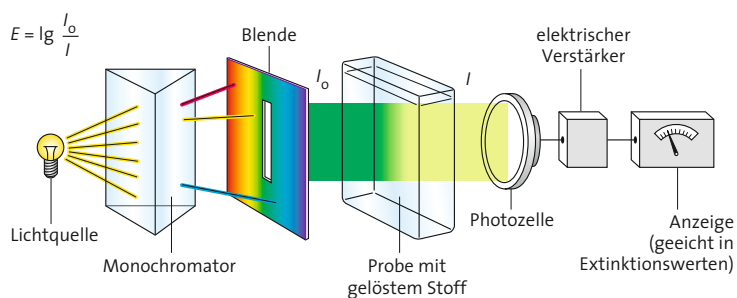 E = lg I₀/I
Blende
elektrischer
Verstärker
I₀
I
Lichtquelle
Monochromator
Probe mit
gelöstem Stoff
Photozelle
Anzeige
(geeicht in
Extinktionswerten)